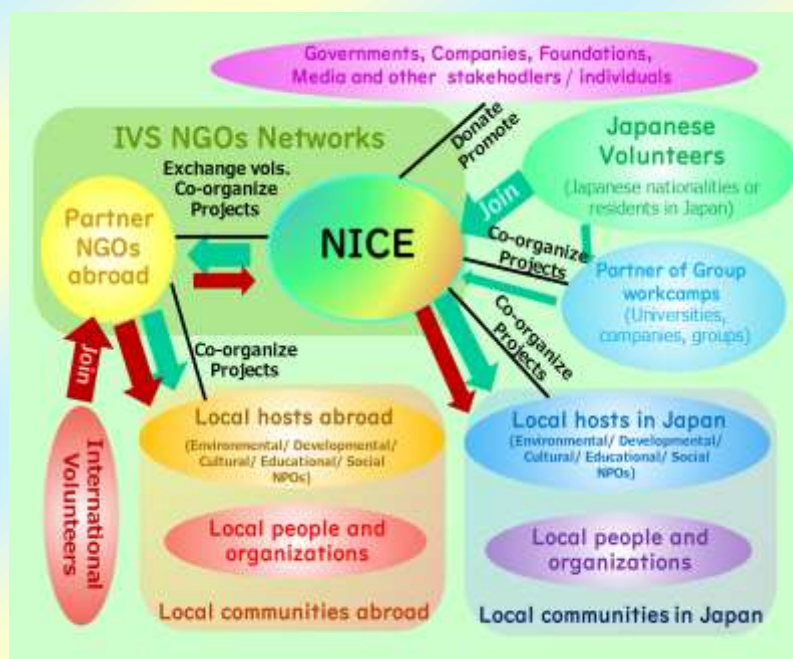 Governments, Companies, Foundations,
Media and other stakehodlers / individuals
IVS NGOs Networks
Donate
Promote
Japanese
Volunteers
(Japanese nationalities or
residents in Japan)
Exchange vols.
Co-organize
Projects
Join
Partner
NGOs
abroad
NICE
Co-organize
Projects
Partner of Group
workcamps
(Universities,
companies, groups)
Co-organize
Projects
Join
Co-organize
Projects
International
Volunteers
Local hosts abroad
(Environmental/ Developmental/
Cultural/ Educational/ Social
NPOs)
Local people and
organizations
Local communities abroad
Local hosts in Japan
(Environmental/ Developmental/
Cultural/ Educational/ Social
NPOs)
Local people and
organizations
Local communities in Japan